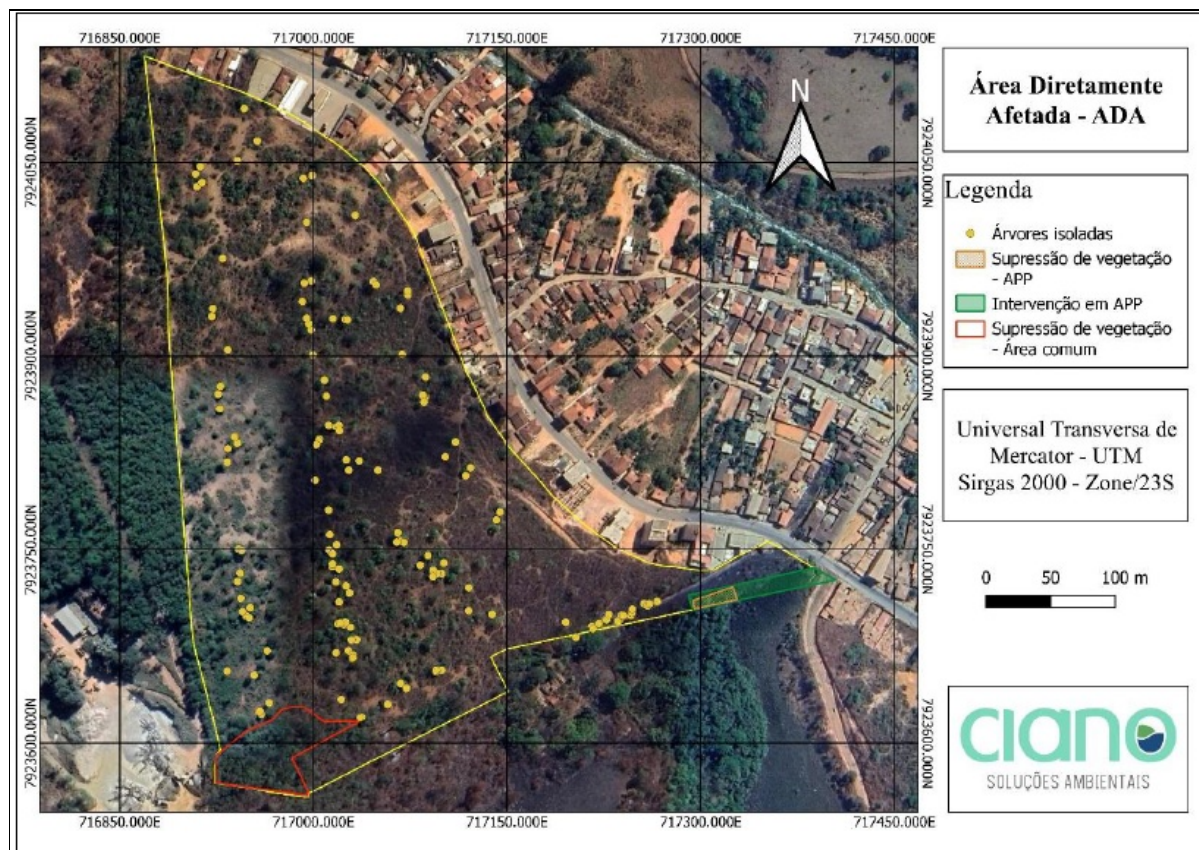 716850.000E 717000.000E 717150.000E 717300.000E 717450.000E
7924050.000N
7923900.000N
7923750.000N
7923600.000N
N
7924050.000N
7923900.000N
7923750.000N
7923600.000N
716850.000E 717000.000E 717150.000E 717300.000E 717450.000E
Área Diretamente
Afetada - ADA
Legenda
Árvores isoladas
Supressão de vegetação
- APP
Intervenção em APP
Supressão de vegetação
- Área comum
Universal Transversa de
Mercator - UTM
Sirgas 2000 - Zone/23S
0 50 100 m
ciano
SOLUÇÕES AMBIENTAIS